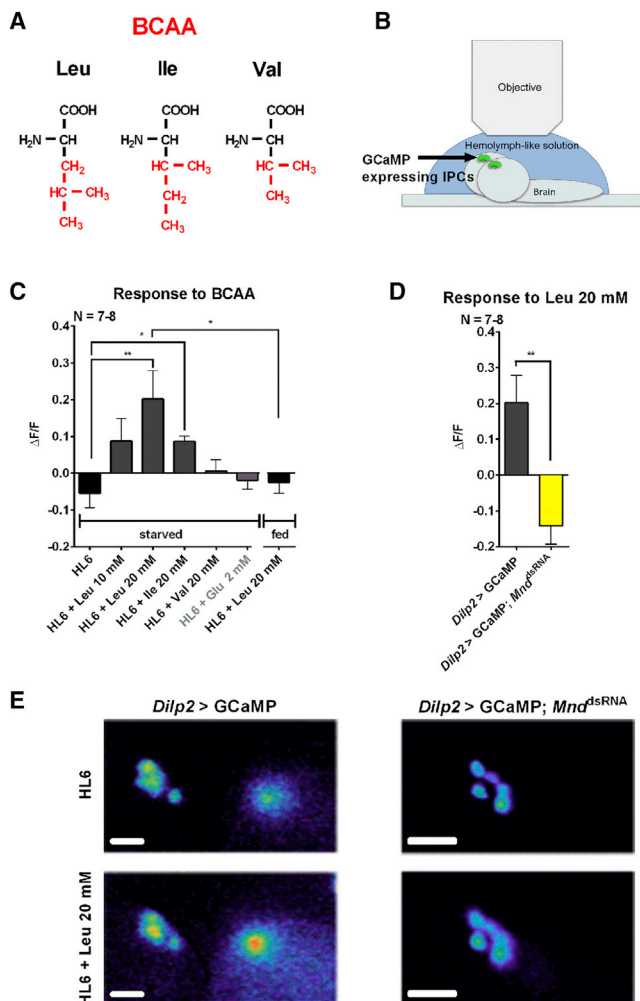 A
BCAA
Leu
Ile
Val
COOH
H2N
CH
CH2
HC
CH3
CH3
COOH
H2N
CH
HC
CH3
CH2
CH3
COOH
H2N
CH
HC
CH3
CH3
B
Objective
Hemolymph-like solution
GCaMP
expressing IPCs
Brain
C
Response to BCAA
N = 7-8
ΔF/F
0.4
0.3
0.2
0.1
0.0
-0.1
-0.2
*
**
*
starved
fed
HL6
HL6 + Leu 10 mM
HL6 + Leu 20 mM
HL6 + Ile 20 mM
HL6 + Val 20 mM
HL6 + Glu 2 mM
HL6 + Leu 20 mM
D
Response to Leu 20 mM
N = 7-8
ΔF/F
0.4
0.3
0.2
0.1
0.0
-0.1
-0.2
**
Dilp2 > GCaMP
Dilp2 > GCaMP; Mnd dsRNA
E
Dilp2 > GCaMP
Dilp2 > GCaMP; Mnd dsRNA
HL6
HL6 + Leu 20 mM